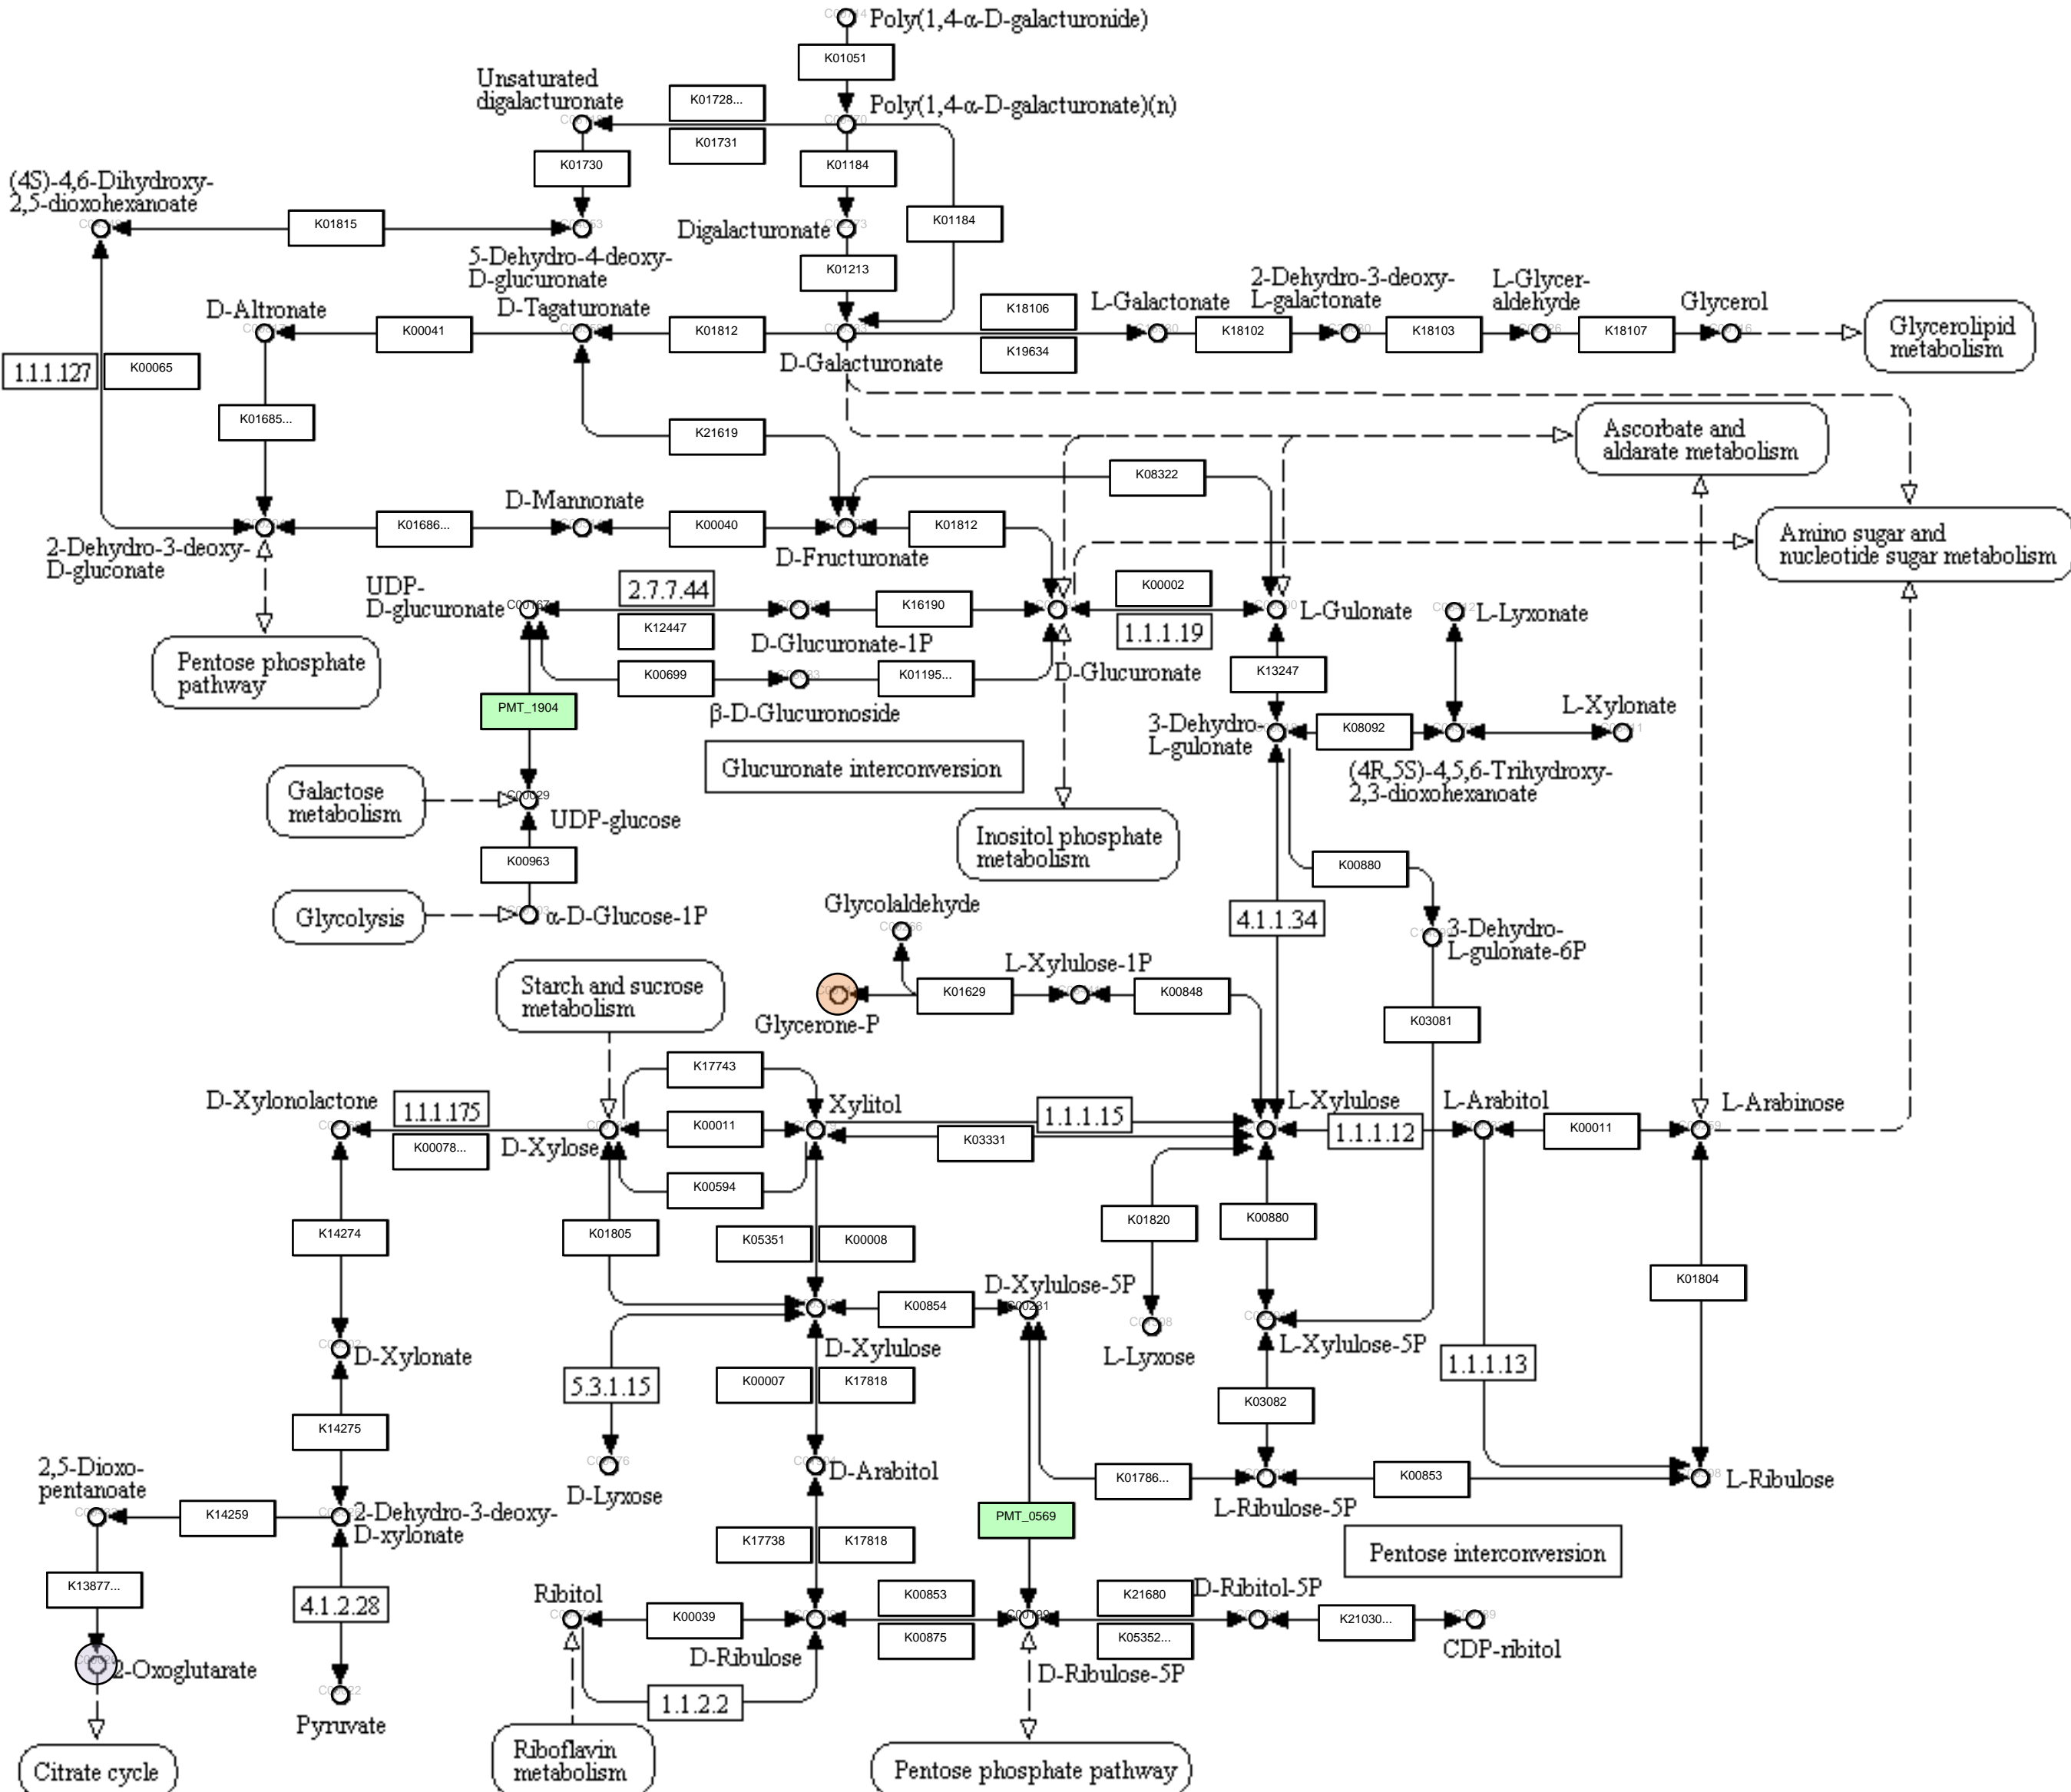 Poly(1,4-α-D-galacturonide)
K01051
Unsaturated
digalacturonate
K01728...
Poly(1,4-α-D-galacturonate)(n)
K01731
K01730
K01184
(4S)-4,6-Dihydroxy-
2,5-dioxohexanoate
K01815
Digalacturonate
K01184
5-Dehydro-4-deoxy-
D-glucuronate
K01213
D-Altronate
D-Tagaturonate
K18106
L-Galactonate
2-Dehydro-3-deoxy-
L-galactonate
L-Glycer-
aldehyde
Glycerol
K00041
K01812
K18102
K18103
K18107
Glycerolipid
metabolism
K19634
D-Galacturonate
1.1.1.127
K00065
K01685...
K21619
Ascorbate and
aldarate metabolism
K08322
D-Mannonate
K01686...
K00040
K01812
2-Dehydro-3-deoxy-
D-gluconate
D-Fructuronate
Amino sugar and
nucleotide sugar metabolism
UDP-
D-glucuronate
2.7.7.44
K16190
K00002
L-Gulonate
L-Lyxonate
K12447
D-Glucuronate-1P
1.1.1.19
Pentose phosphate
pathway
K00699
K01195...
D-Glucuronate
K13247
PMT_1904
β-D-Glucuronoside
L-Xylonate
3-Dehydro-
L-gulonate
K08092
Glucuronate interconversion
(4R,5S)-4,5,6-Trihydroxy-
2,3-dioxohexanoate
Galactose
metabolism
C00029
UDP-glucose
Inositol phosphate
metabolism
K00963
K00880
Glycolysis
α-D-Glucose-1P
Glycolaldehyde
4.1.1.34
3-Dehydro-
L-gulonate-6P
Starch and sucrose
metabolism
L-Xylulose-1P
K01629
K00848
Glycerone-P
K03081
K17743
D-Xylonolactone
1.1.1.175
Xylitol
1.1.1.15
L-Xylulose
L-Arabitol
L-Arabinose
K00011
K03331
1.1.1.12
K00011
K00078...
D-Xylose
K00594
K14274
K01805
K05351
K00008
K01820
K00880
K01804
D-Xylulose-5P
K00854
C00231
D-Xylonate
D-Xylulose
L-Lyxose
L-Xylulose-5P
1.1.1.13
5.3.1.15
K00007
K17818
K03082
K14275
2,5-Dioxo-
pentanoate
D-Arabitol
D-Lyxose
K01786...
K00853
L-Ribulose
L-Ribulose-5P
K14259
2-Dehydro-3-deoxy-
D-xylonate
PMT_0569
K17738
K17818
Pentose interconversion
K13877...
4.1.2.28
Ribitol
K00853
K21680
D-Ribitol-5P
K00039
K21030...
K00875
K05352...
D-Ribulose
CDP-ribitol
2-Oxoglutarate
D-Ribulose-5P
1.1.2.2
Pyruvate
Citrate cycle
Riboflavin
metabolism
Pentose phosphate pathway